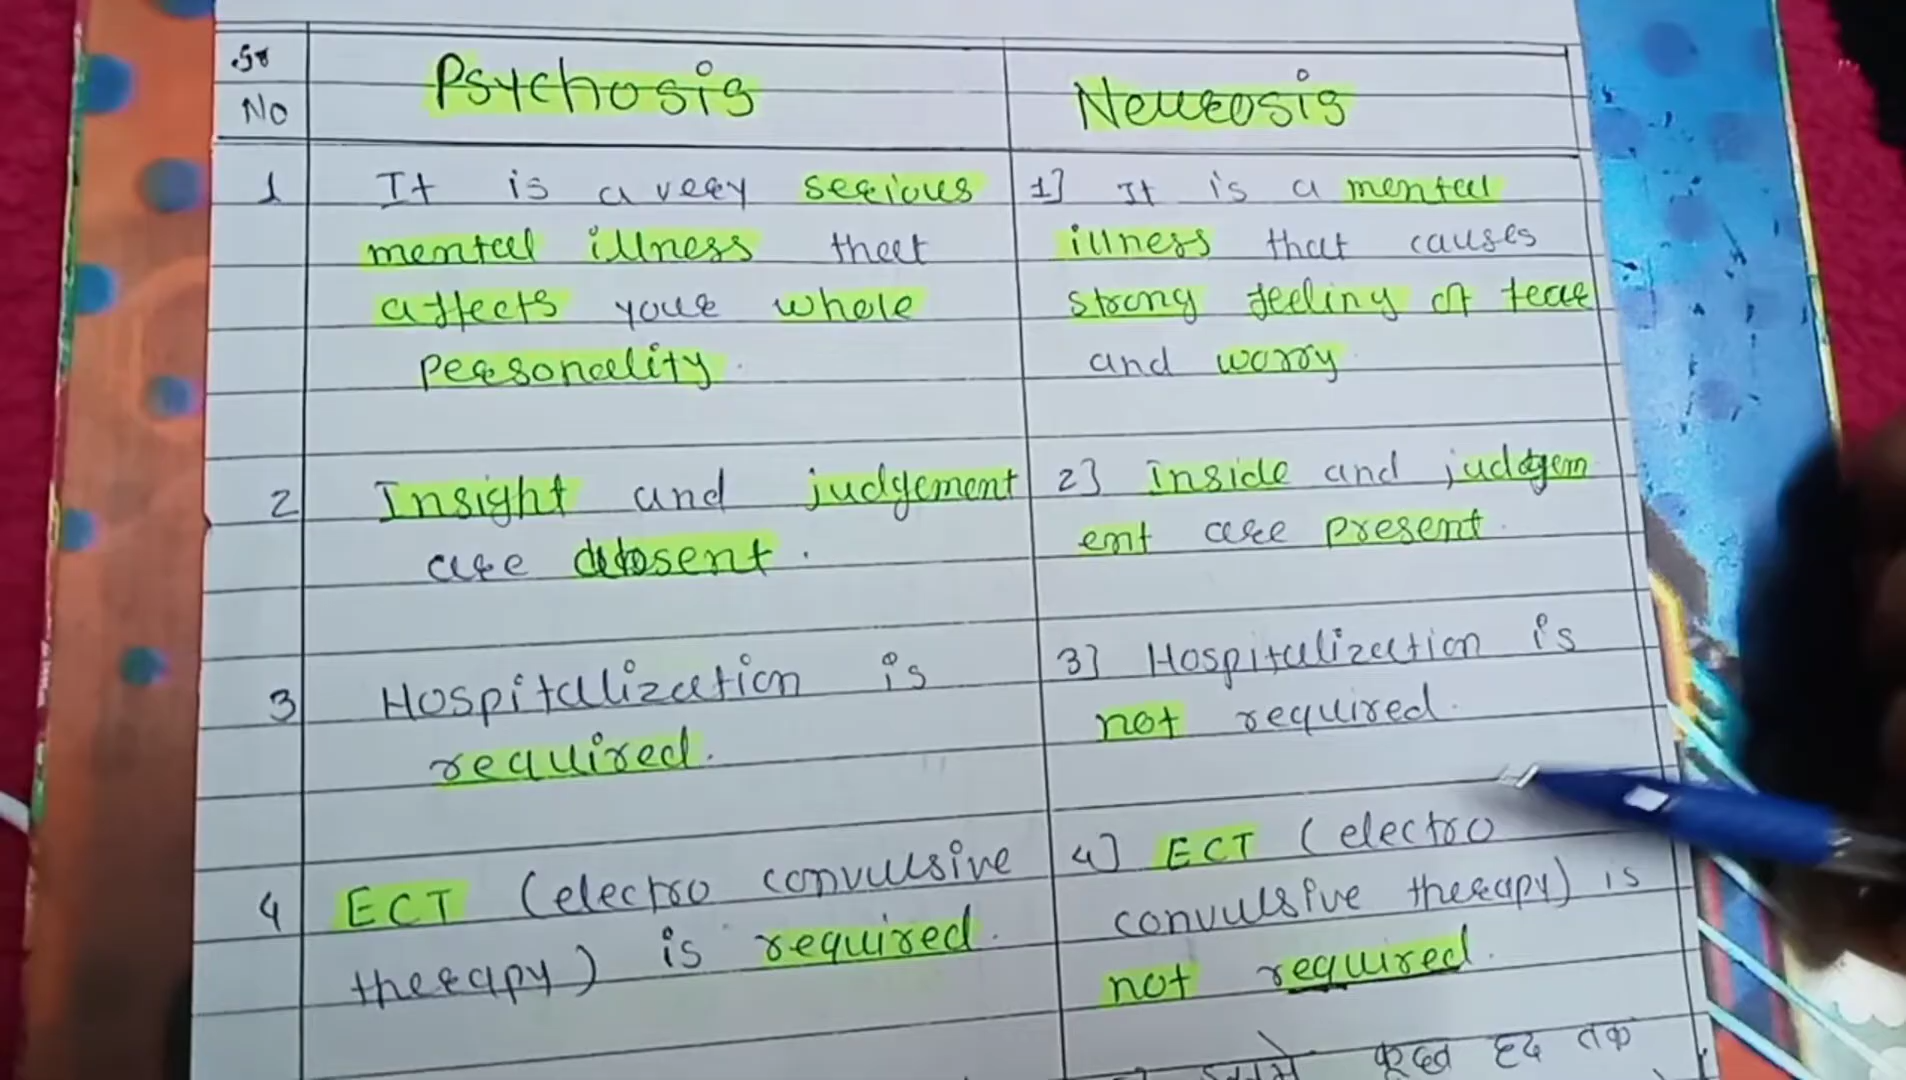 Sr
No
Psychosis
Neurosis
1
It is a very serious
mental illness that
affects your whole
personality.
1] It is a mental
illness that causes
strong feeling of fear
and worry
2
Insight and judgement
are absent.
2] inside and judgem
ent are present.
3
Hospitalization is
required.
3] Hospitalization is
not required.
4
ECT (electro convulsive
therapy) is required.
4] ECT (electro
convulsive therapy) is
not required.
कुछ हद तक